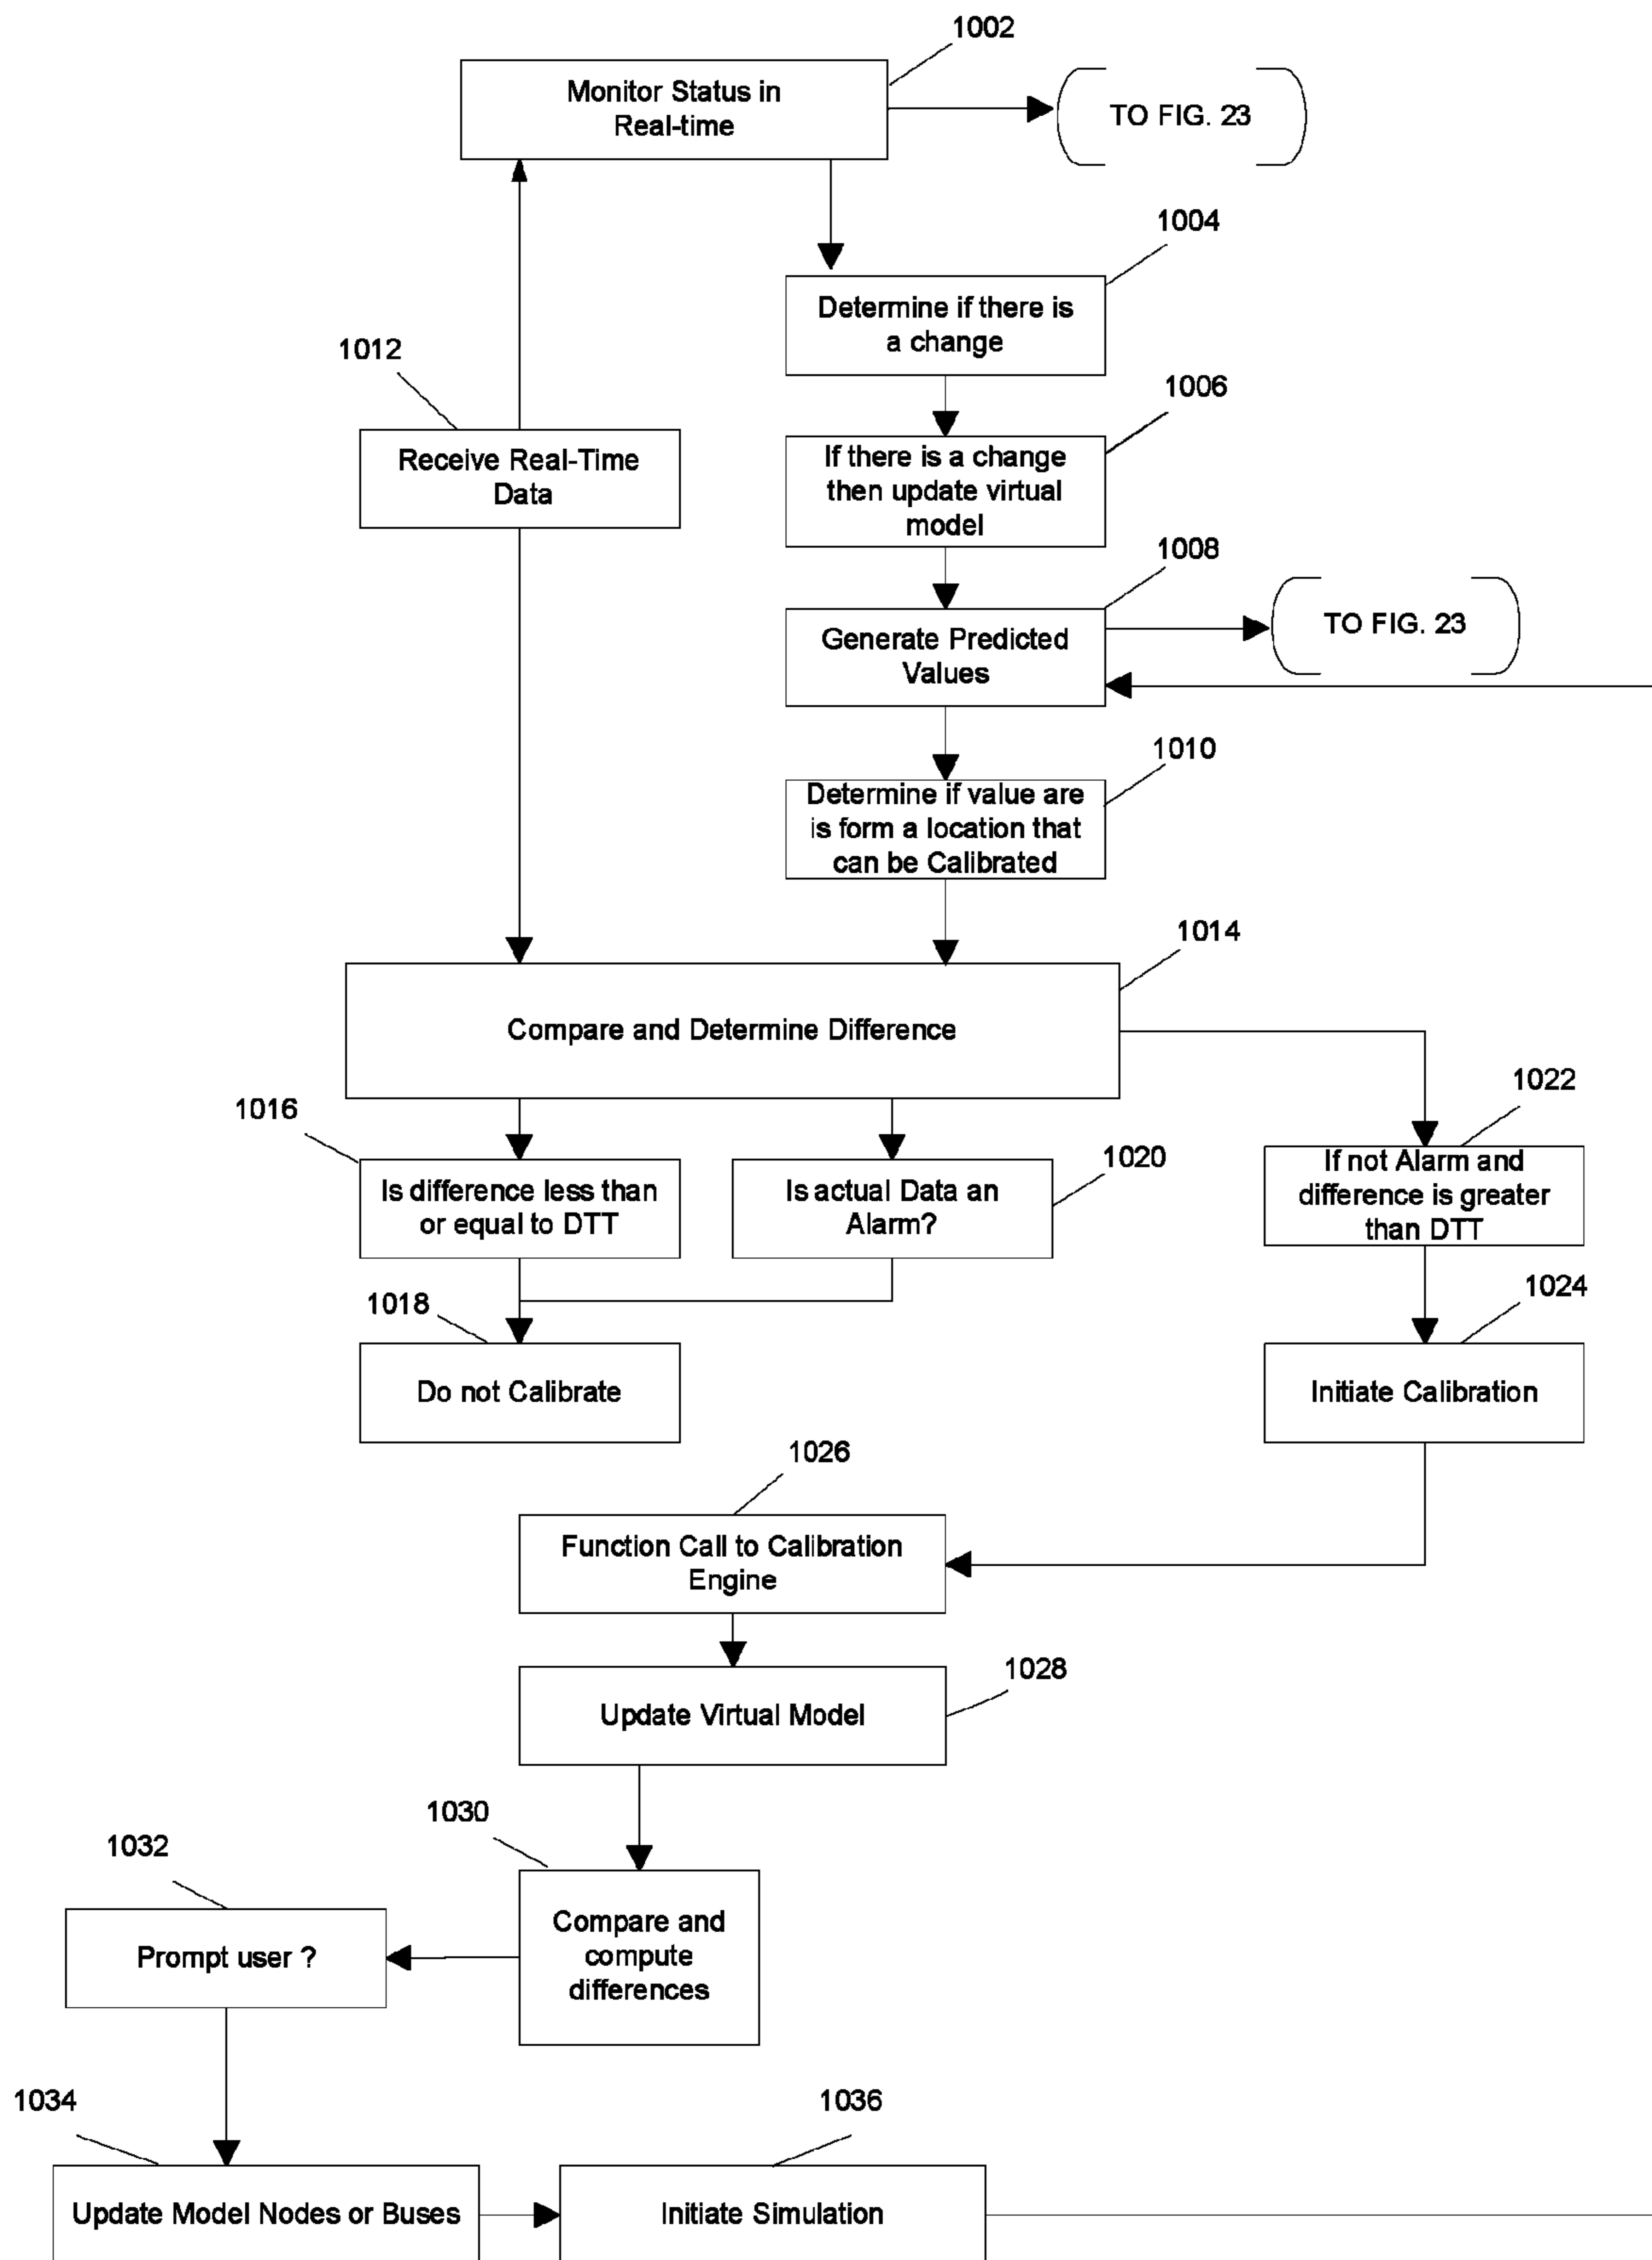 1002
Monitor Status in
Real-time
TO FIG. 23
1004
Determine if there is
a change
1012
Receive Real-Time
Data
1006
If there is a change
then update virtual
model
1008
Generate Predicted
Values
TO FIG. 23
1010
Determine if value are
is form a location that
can be Calibrated
1014
Compare and Determine Difference
1016
Is difference less than
or equal to DTT
1020
Is actual Data an
Alarm?
1022
If not Alarm and
difference is greater
than DTT
1018
Do not Calibrate
1024
Initiate Calibration
1026
Function Call to Calibration
Engine
1028
Update Virtual Model
1030
Compare and
compute
differences
1032
Prompt user ?
1034
Update Model Nodes or Buses
1036
Initiate Simulation